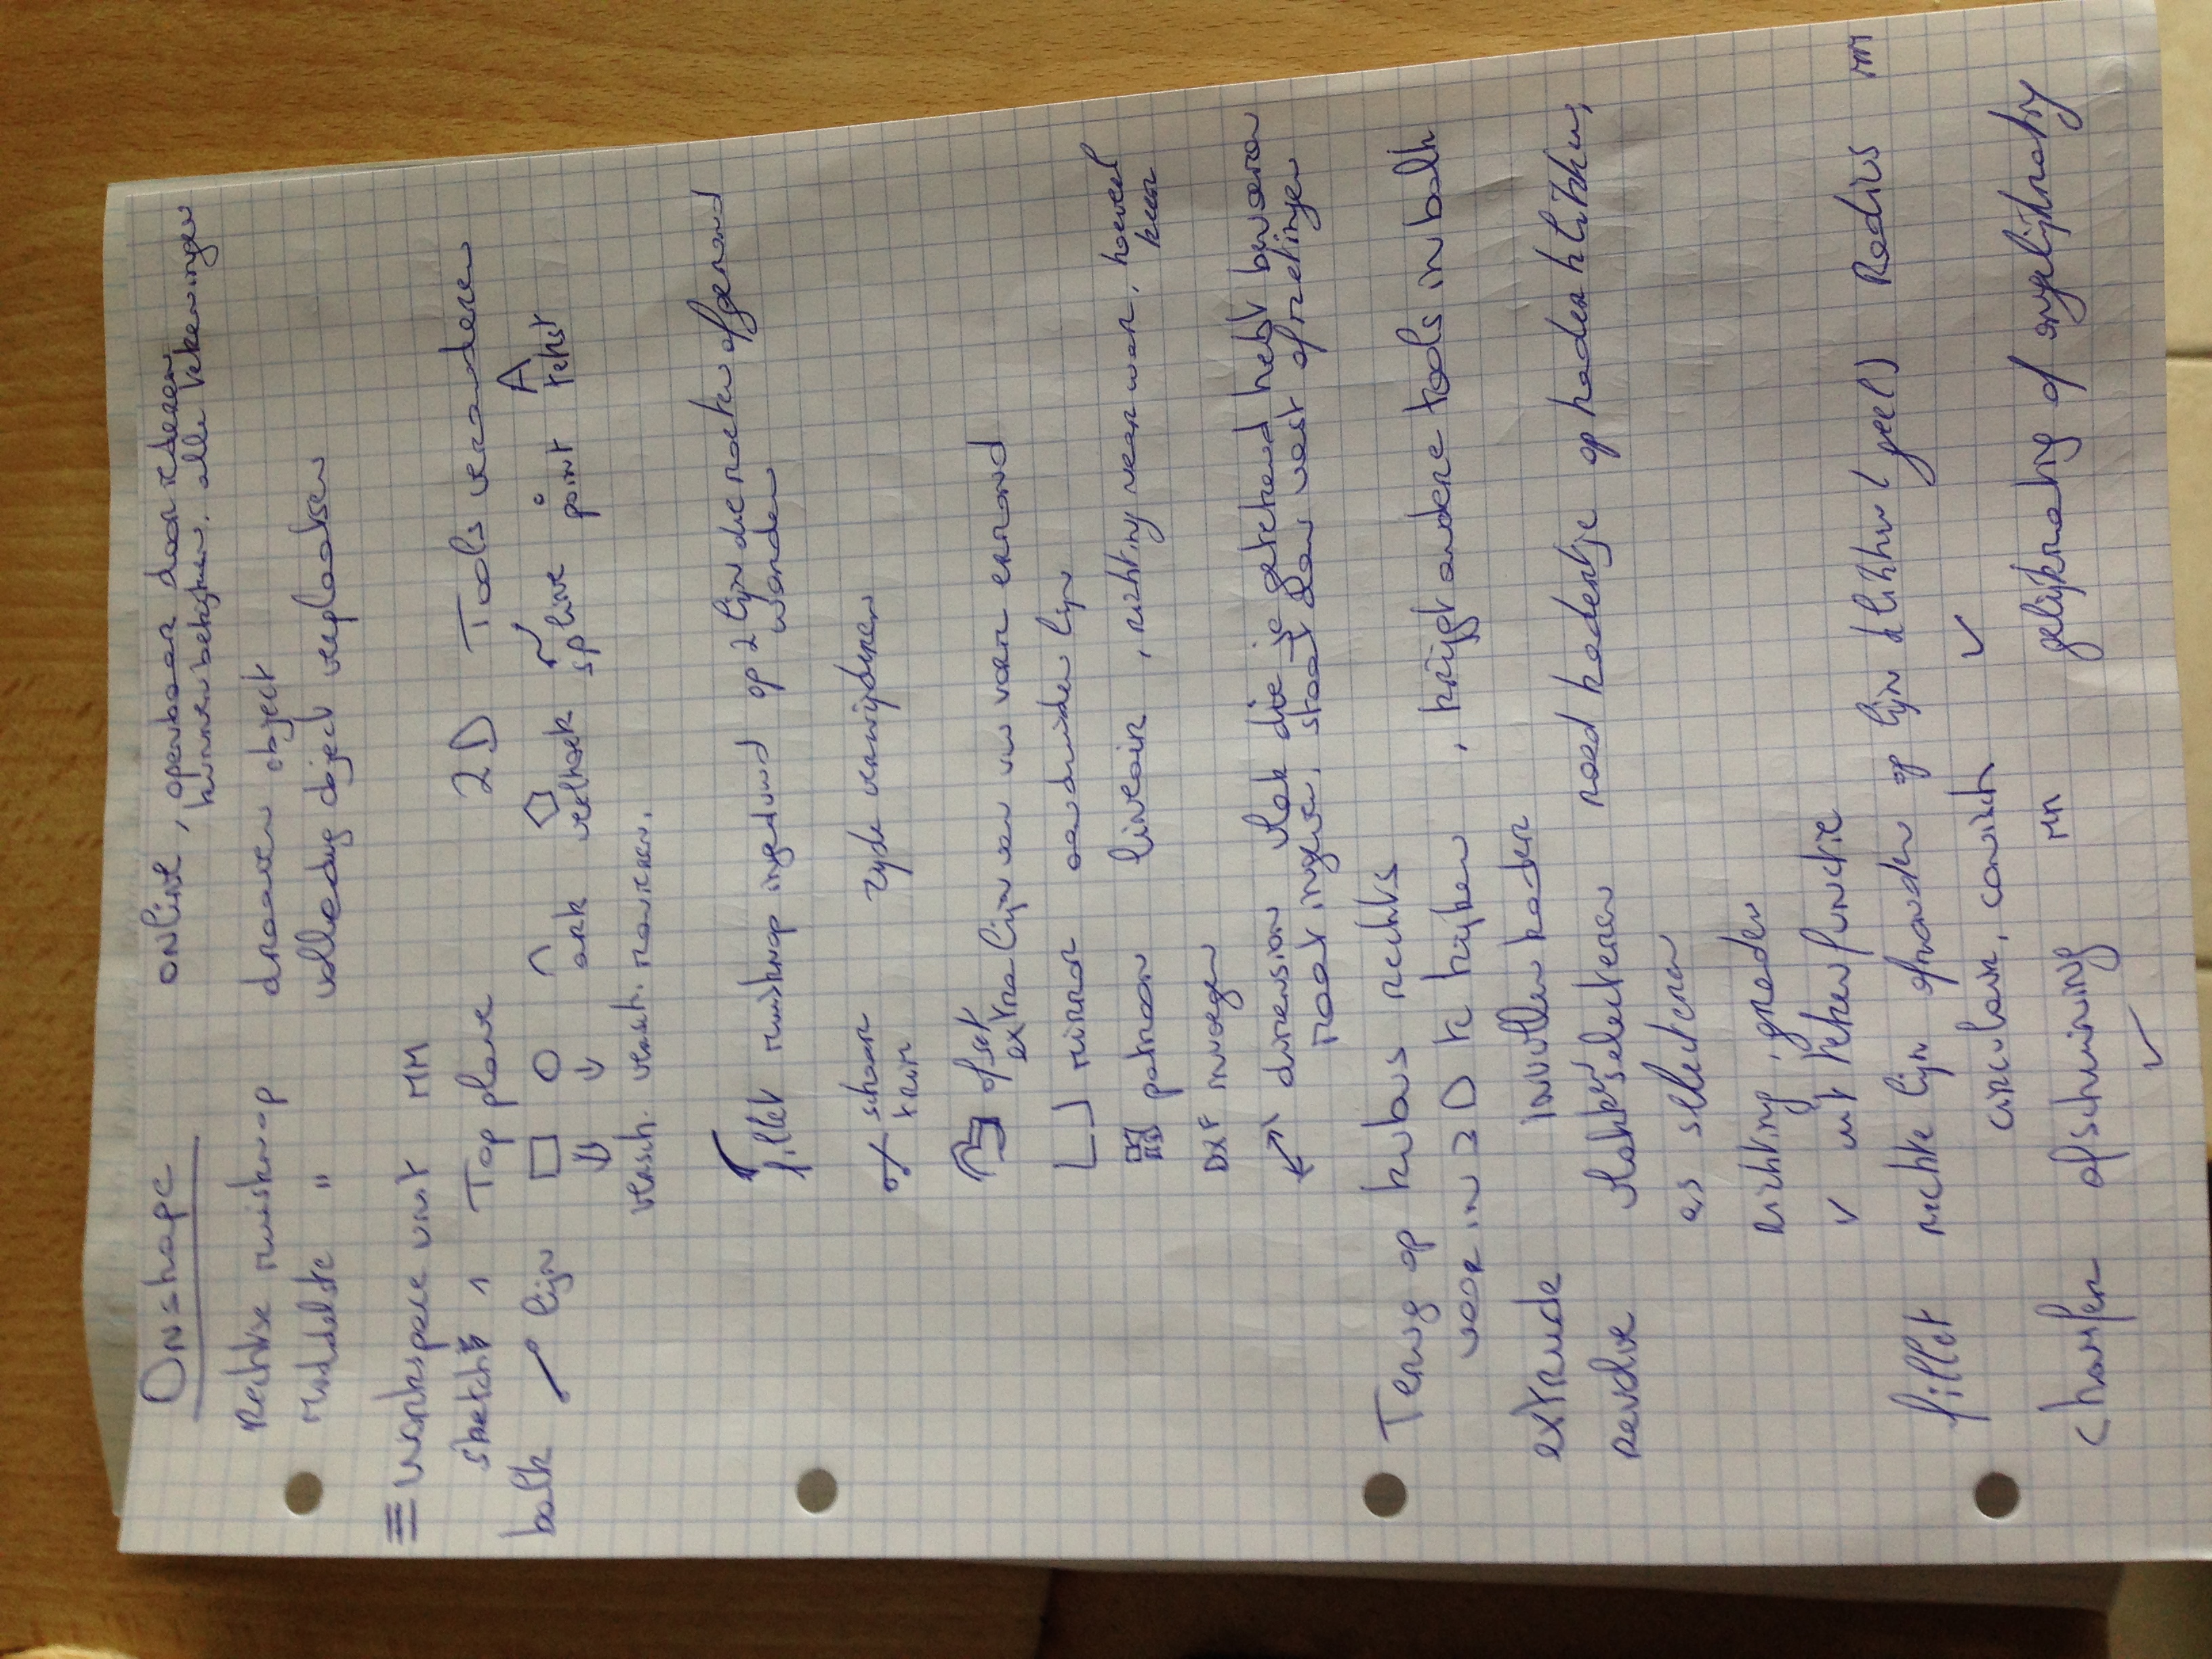 Onshape online, openbaar door iedereen
kunnen bekijken. alle tekeningen
Rechtse muisknop draaien object
Middelste " volledig object verplaatsen
≡ Workspace unit MM
sketch 1 Top plane 2D Tools veranderen
balk lijn ark veelhoek spline point A tekst
versch. versch. manieren.
fillet muisknop ingeduwd op 2 lijn die moeten afgerond
worden
schaar
trim zijde verwijderen
ofset
extra lijn van uw vorm errond
mirror aanduiden lijn
patroon lineair, richting naar waar, hoeveel
keer
DXF invoegen
dimension vlak die je getekend hebt bewaren
maat ingeven. staat dan vast afmetingen
Terug op kubus rechts
voor in 3D te kijken, krijgt andere tools in balk
extrude invullen kader
revolve vlakken selecteren rood kadertje op kader klikken,
as selecteren
richting, graden
✓ uit tekenfunctie
fillet rechte lijn afronden op lijn klikken (geel) Radius mm
circulair, conisch ✓
chamfer afschuining mm gelijkmatig of ongelijkmatig
✓